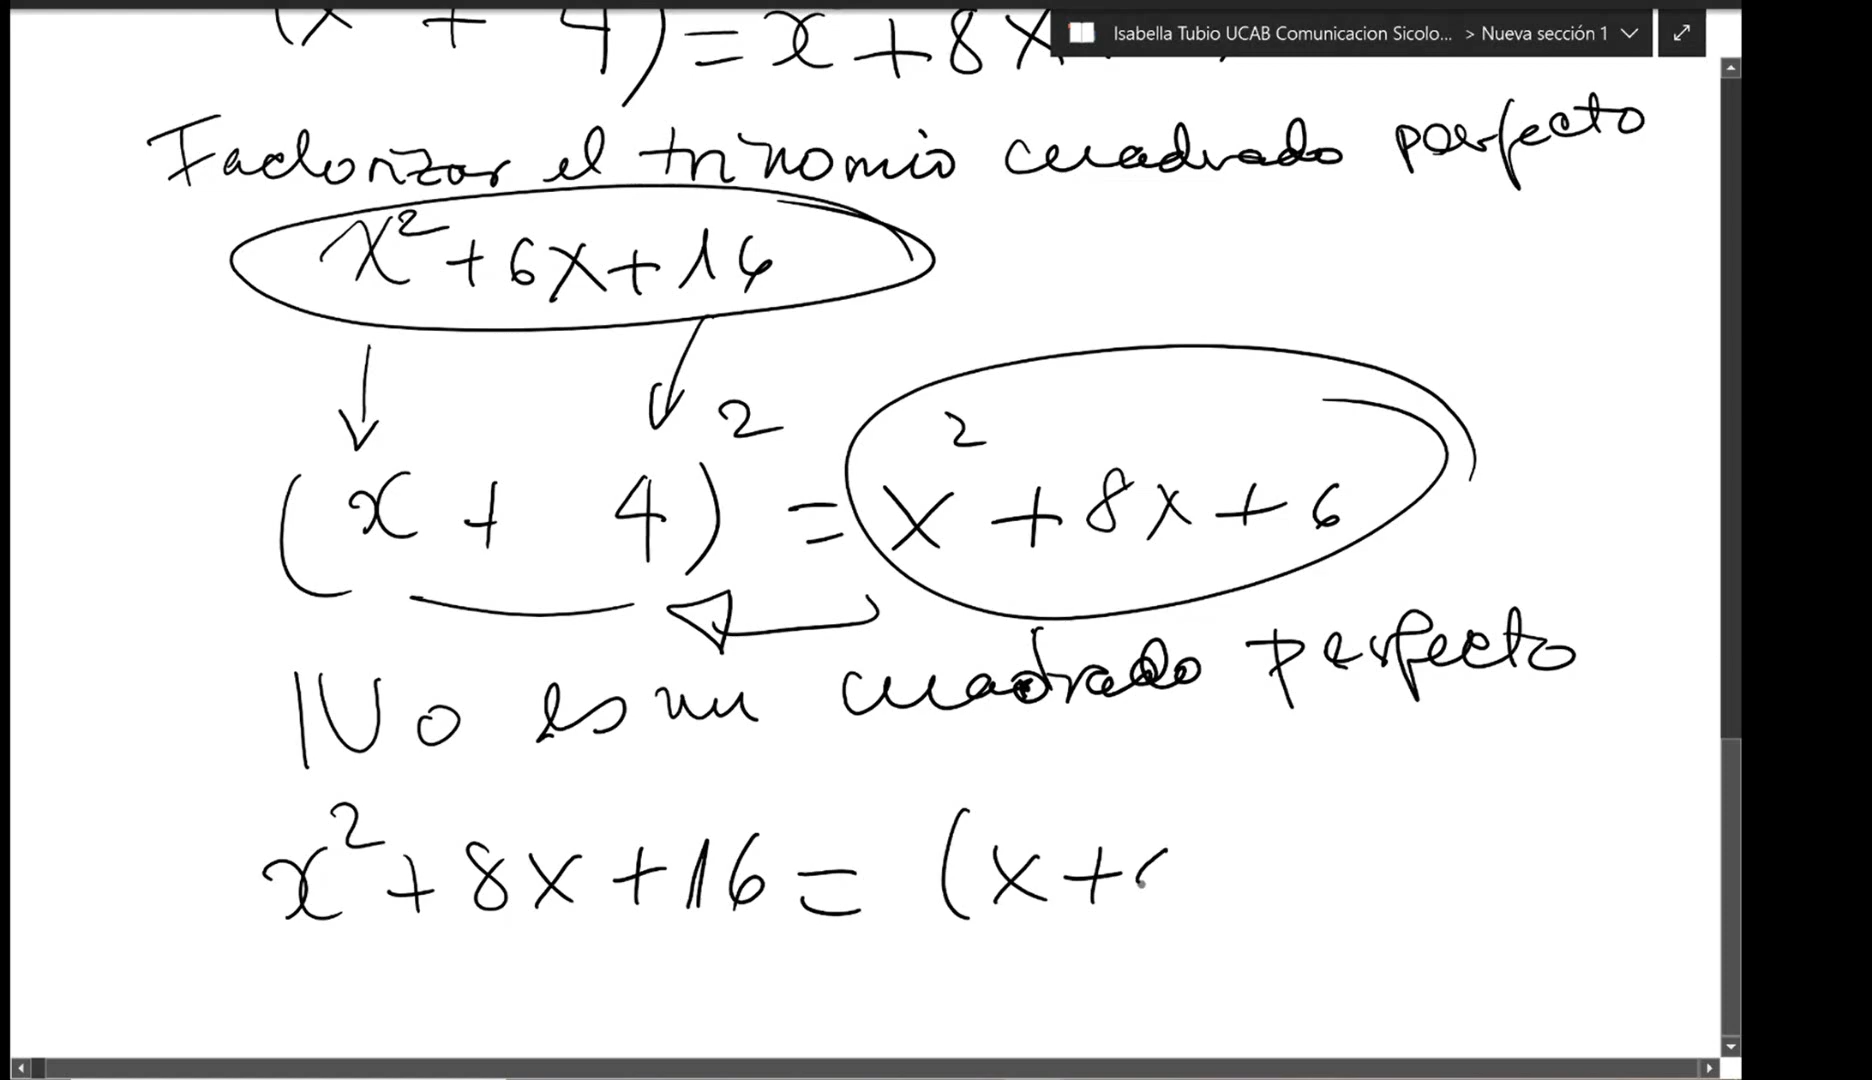 (x + 4) = x + 8x
Isabella Tubio UCAB Comunicacion Sicolo... > Nueva sección 1
Factorizar el trinomio cuadrado perfecto
x² + 6x + 16
(x + 4)² = x² + 8x + 6
No es un cuadrado perfecto
x² + 8x + 16 = (x +